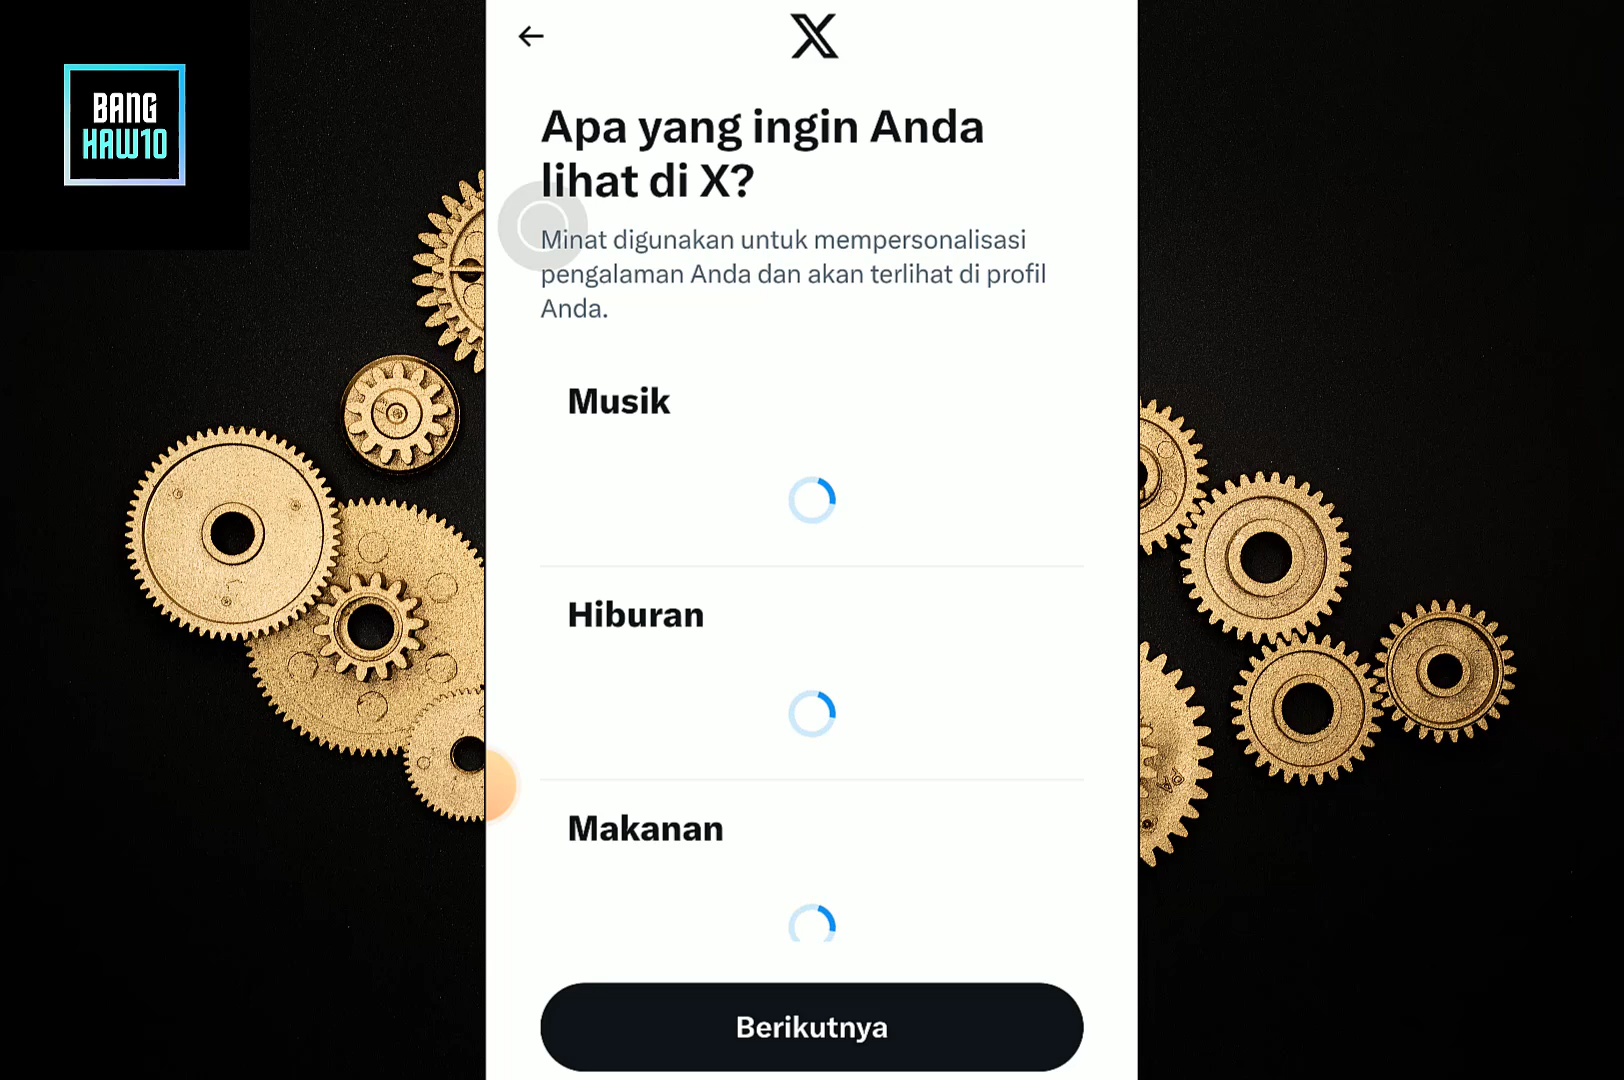 BANG
HAW10
X
Apa yang ingin Anda
lihat di X?
Minat digunakan untuk mempersonalisasi
pengalaman Anda dan akan terlihat di profil
Anda.
Musik
Hiburan
Makanan
Berikutnya